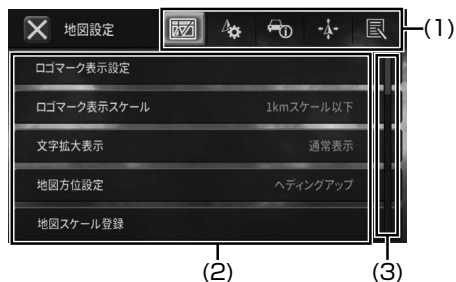 地図設定
(1)
ロゴマーク表示設定
ロゴマーク表示スケール 1kmスケール以下
文字拡大表示 通常表示
地図方位設定 ヘディングアップ
地図スケール登録
(2) (3)